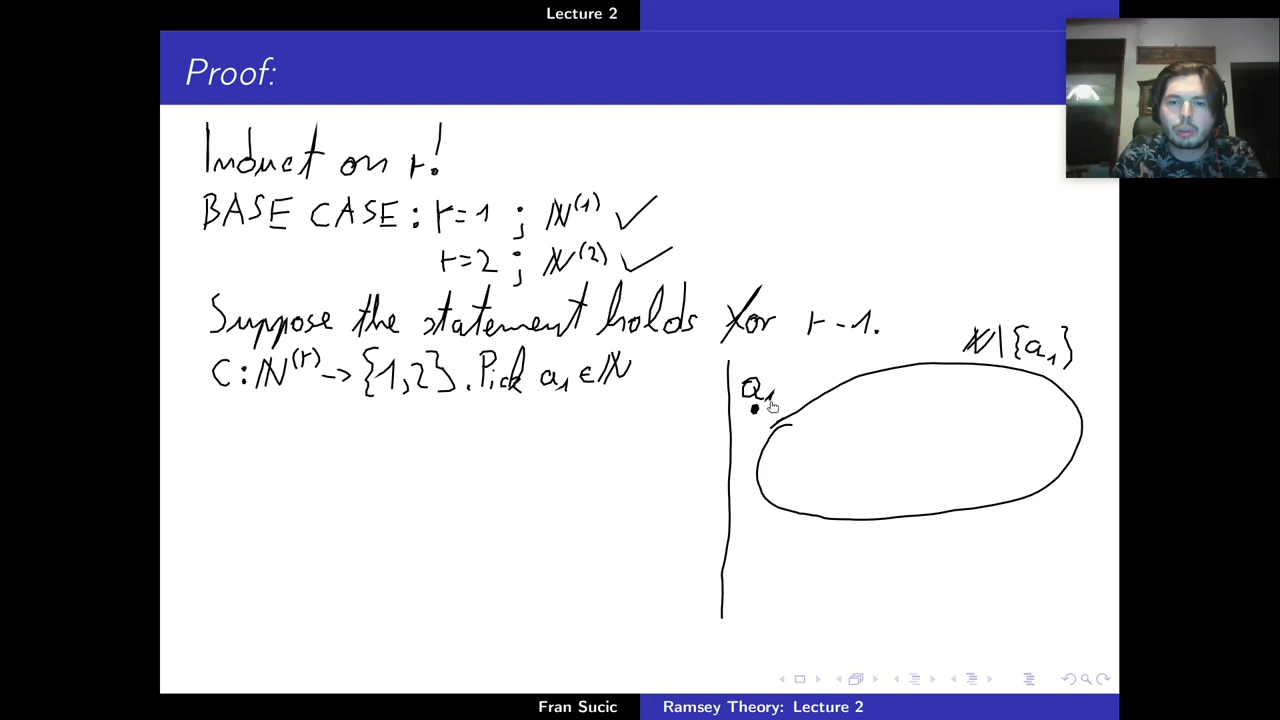 Lecture 2
Proof:
Induct on r!
BASE CASE: r=1 ; ℕ^(1) ✓
r=2 ; ℕ^(2) ✓
Suppose the statement holds for r-1.
C: ℕ^(r) -> {1,2}. Pick a₁ ∈ ℕ
ℕ\{a₁}
a₁
Fran Sucic
Ramsey Theory: Lecture 2